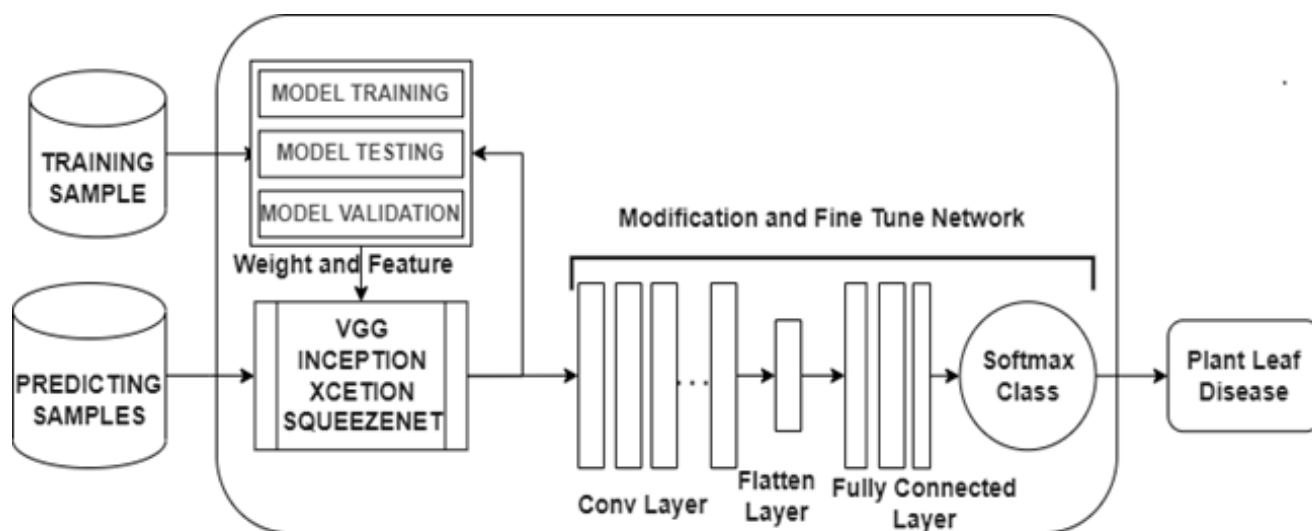 TRAINING
SAMPLE
MODEL TRAINING
MODEL TESTING
MODEL VALIDATION
Weight and Feature
PREDICTING
SAMPLES
VGG
INCEPTION
XCETION
SQUEEZENET
Modification and Fine Tune Network
...
Conv Layer
Flatten
Layer
Fully Connected
Layer
Softmax
Class
Plant Leaf
Disease